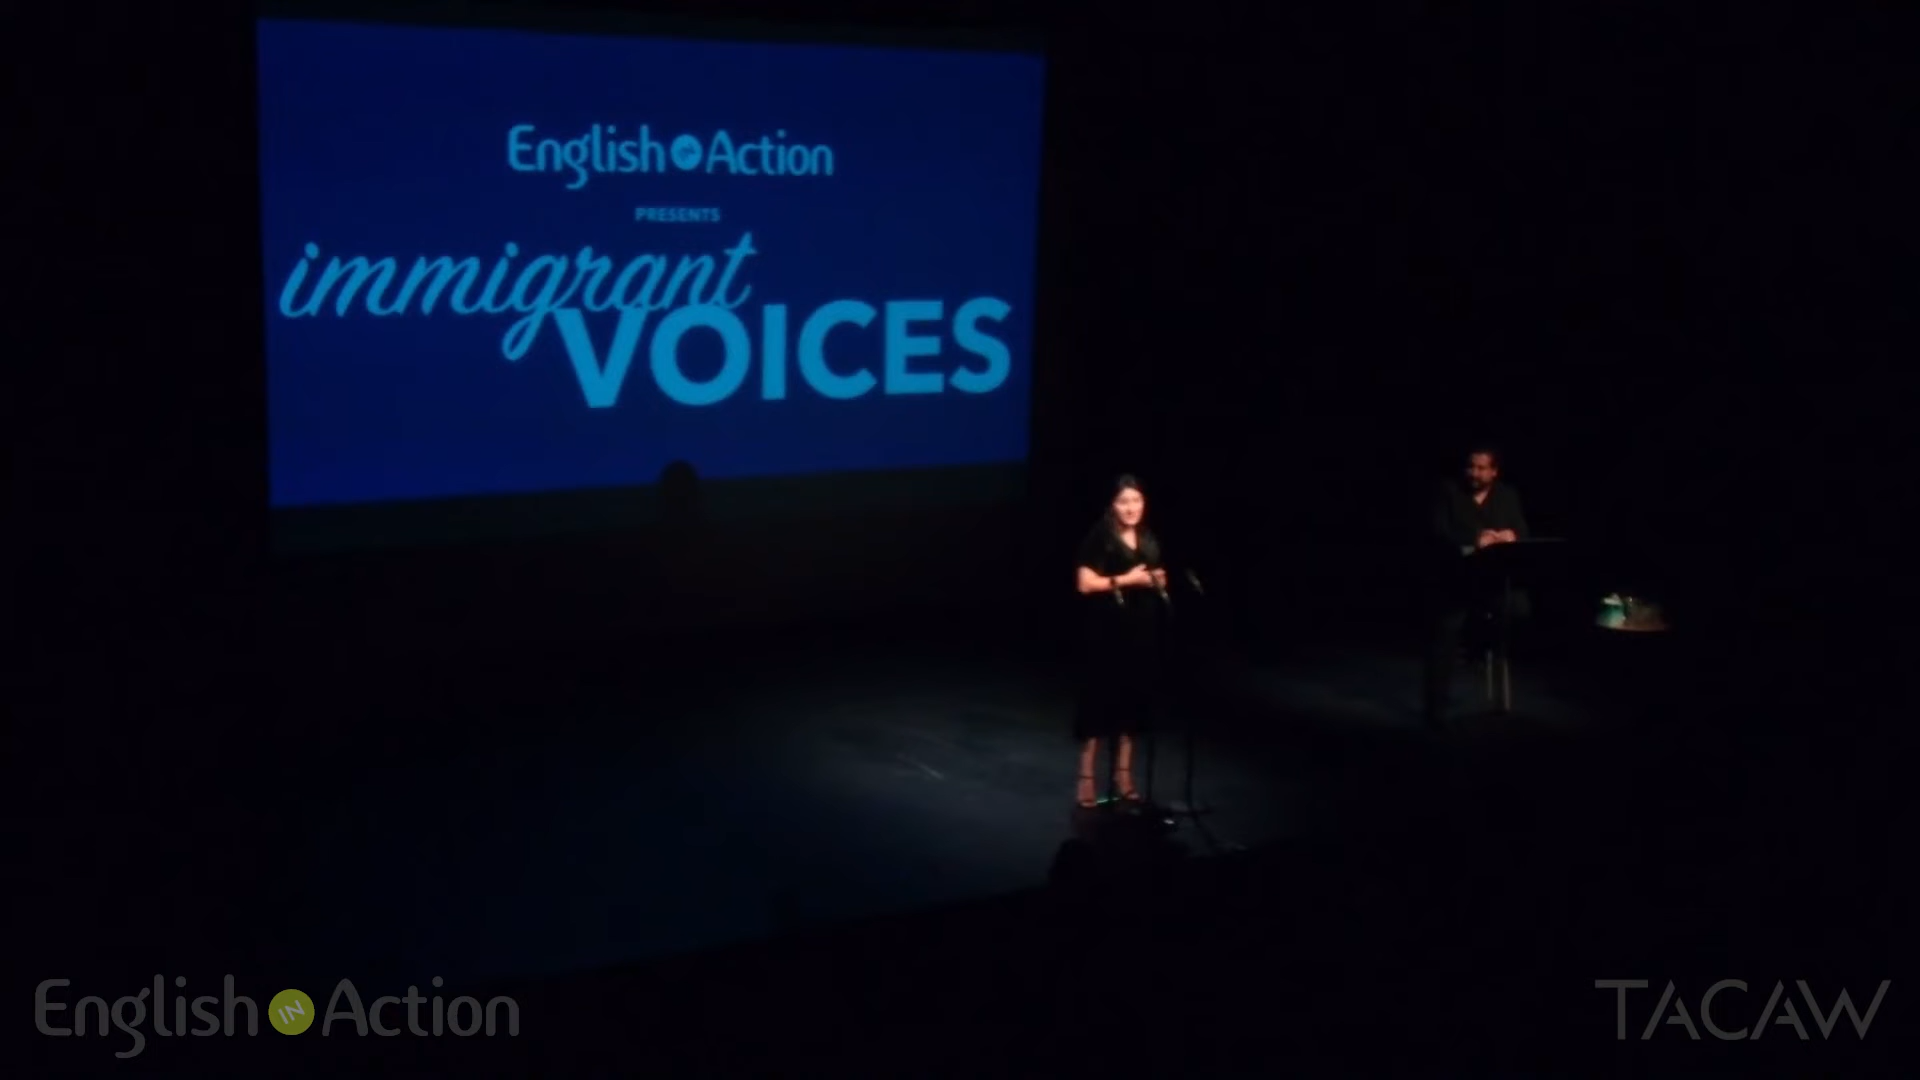 English IN Action
PRESENTS
immigrant
VOICES
English IN Action
TACAW